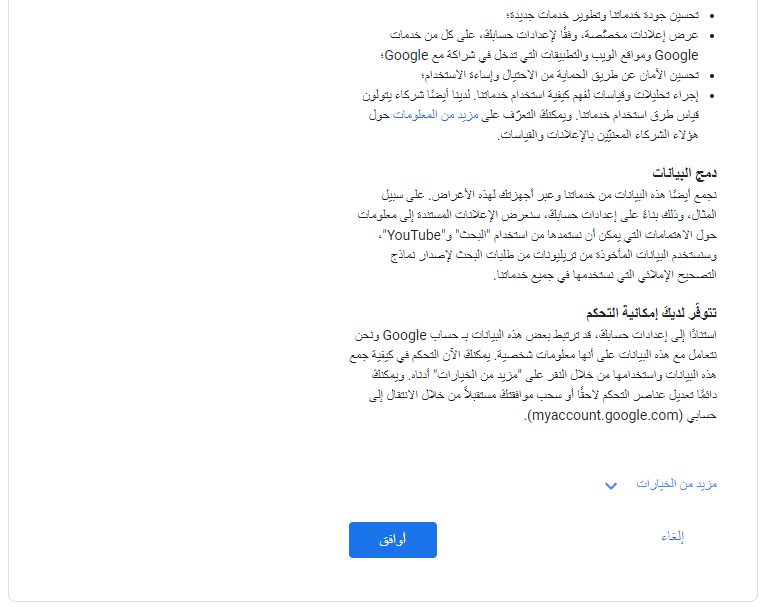 • تحسين جودة خدماتنا وتطوير خدمات جديدة؛
• عرض إعلانات مخصَّصة، وفقًا لإعدادات حسابك، على كل من خدمات
Google ومواقع الويب والتطبيقات التي تدخل في شراكة مع Google؛
• تحسين الأمان عن طريق الحماية من الاحتيال وإساءة الاستخدام؛
• إجراء تحليلات وقياسات لفهم كيفية استخدام خدماتنا. لدينا أيضًا شركاء يتولون
قياس طرق استخدام خدماتنا. ويمكنك التعرّف على مزيد من المعلومات حول
هؤلاء الشركاء المعنيّين بالإعلانات والقياسات.
دمج البيانات
نجمع أيضًا هذه البيانات من خدماتنا وعبر أجهزتك لهذه الأغراض. على سبيل
المثال، وذلك بناءً على إعدادات حسابك، سنعرض الإعلانات المستندة إلى معلومات
حول الاهتمامات التي يمكن أن نستمدها من استخدام "البحث" و"YouTube"،
وسنستخدم البيانات المأخوذة من تريليونات من طلبات البحث لإصدار نماذج
التصحيح الإملائي التي نستخدمها في جميع خدماتنا.
تتوفّر لديك إمكانية التحكم
استنادًا إلى إعدادات حسابك، قد ترتبط بعض هذه البيانات بـ حساب Google ونحن
نتعامل مع هذه البيانات على أنها معلومات شخصية. يمكنك الآن التحكم في كيفية جمع
هذه البيانات واستخدامها من خلال النقر على "مزيد من الخيارات" أدناه. ويمكنك
دائمًا تعديل عناصر التحكم لاحقًا أو سحب موافقتك مستقبلاً من خلال الانتقال إلى
حسابي (myaccount.google.com).
مزيد من الخيارات
إلغاء
أوافق